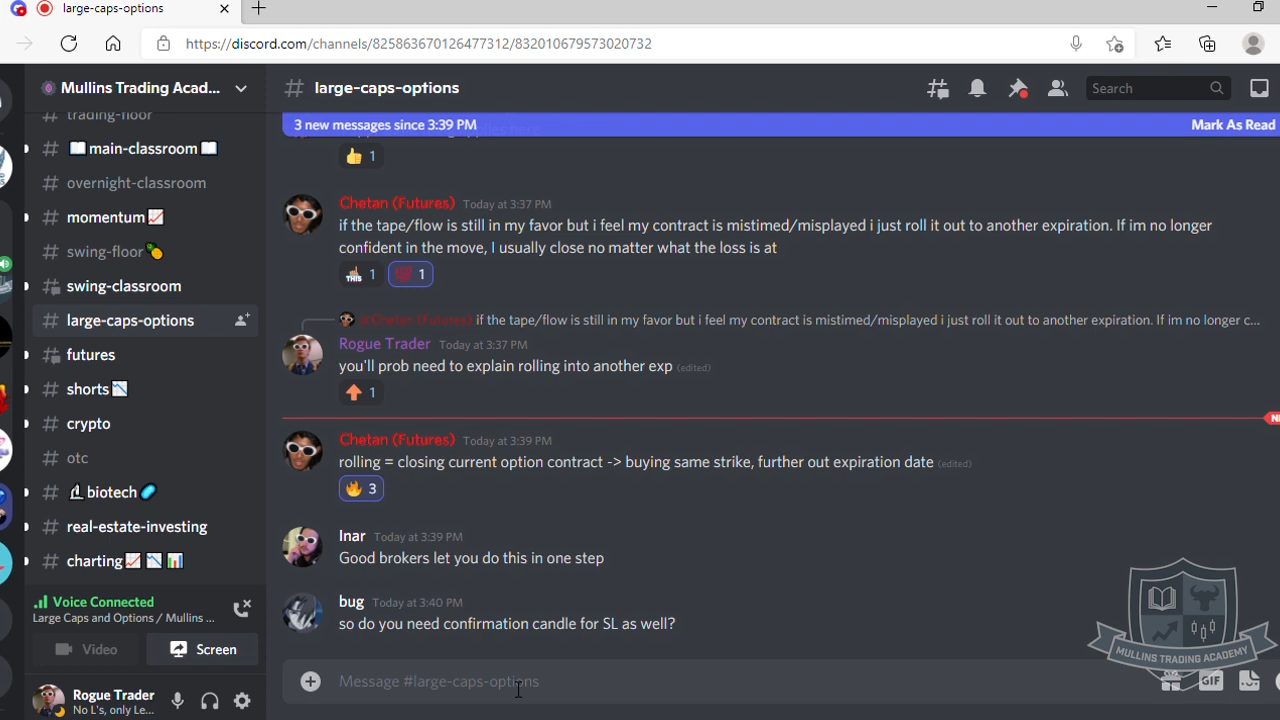 large-caps-options
https://discord.com/channels/825863670126477312/832010679573020732
Mullins Trading Acad...
large-caps-options
Search
trading-floor
main-classroom
overnight-classroom
momentum
swing-floor
swing-classroom
large-caps-options
futures
shorts
crypto
otc
biotech
real-estate-investing
charting
Voice Connected
Large Caps and Options / Mullins ...
Video
Screen
Rogue Trader
No L's, only Le...
3 new messages since 3:39 PM
Mark As Read
1
Chetan (Futures) Today at 3:37 PM
if the tape/flow is still in my favor but i feel my contract is mistimed/misplayed i just roll it out to another expiration. If im no longer
confident in the move, I usually close no matter what the loss is at
THIS 1 1
@Chetan (Futures) if the tape/flow is still in my favor but i feel my contract is mistimed/misplayed i just roll it out to another expiration. If im no longer c...
Rogue Trader Today at 3:37 PM
you'll prob need to explain rolling into another exp (edited)
1
Chetan (Futures) Today at 3:39 PM
rolling = closing current option contract -> buying same strike, further out expiration date (edited)
3
Inar Today at 3:39 PM
Good brokers let you do this in one step
bug Today at 3:40 PM
so do you need confirmation candle for SL as well?
Message #large-caps-options
GIF
MULLINS TRADING ACADEMY